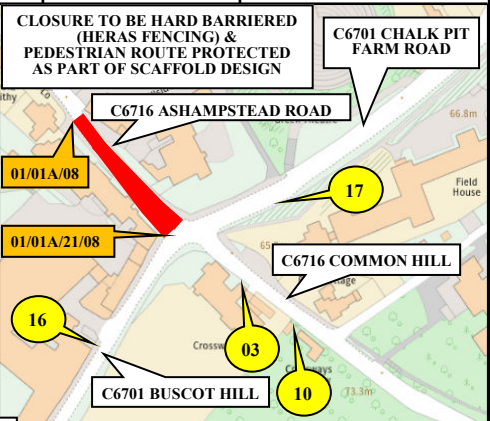 CLOSURE TO BE HARD BARRIERED
(HERAS FENCING) &
PEDESTRIAN ROUTE PROTECTED
AS PART OF SCAFFOLD DESIGN
C6701 CHALK PIT
FARM ROAD
C6716 ASHAMPSTEAD ROAD
66.8m
01/01A/08
17
Field
House
01/01A/21/08
C6716 COMMON HILL
16
03
10
C6701 BUSCOT HILL
73.3m